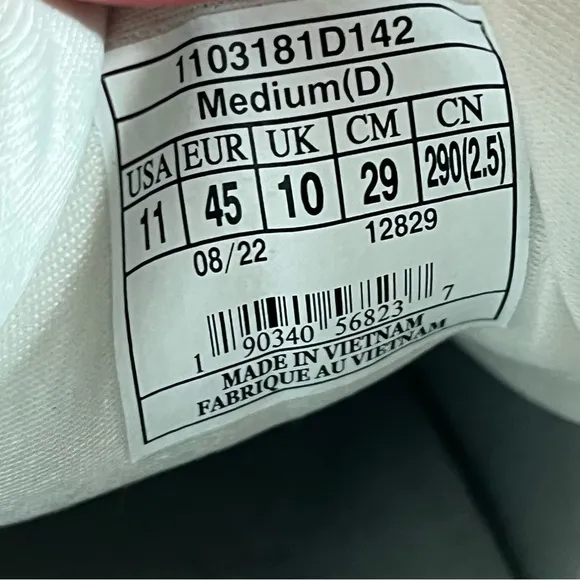 1103181D142
Medium(D)
USA EUR UK CM CN
11 45 10 29 290(2.5)
08/22 12829
1 90340 56823 7
MADE IN VIETNAM
FABRIQUE AU VIETNAM